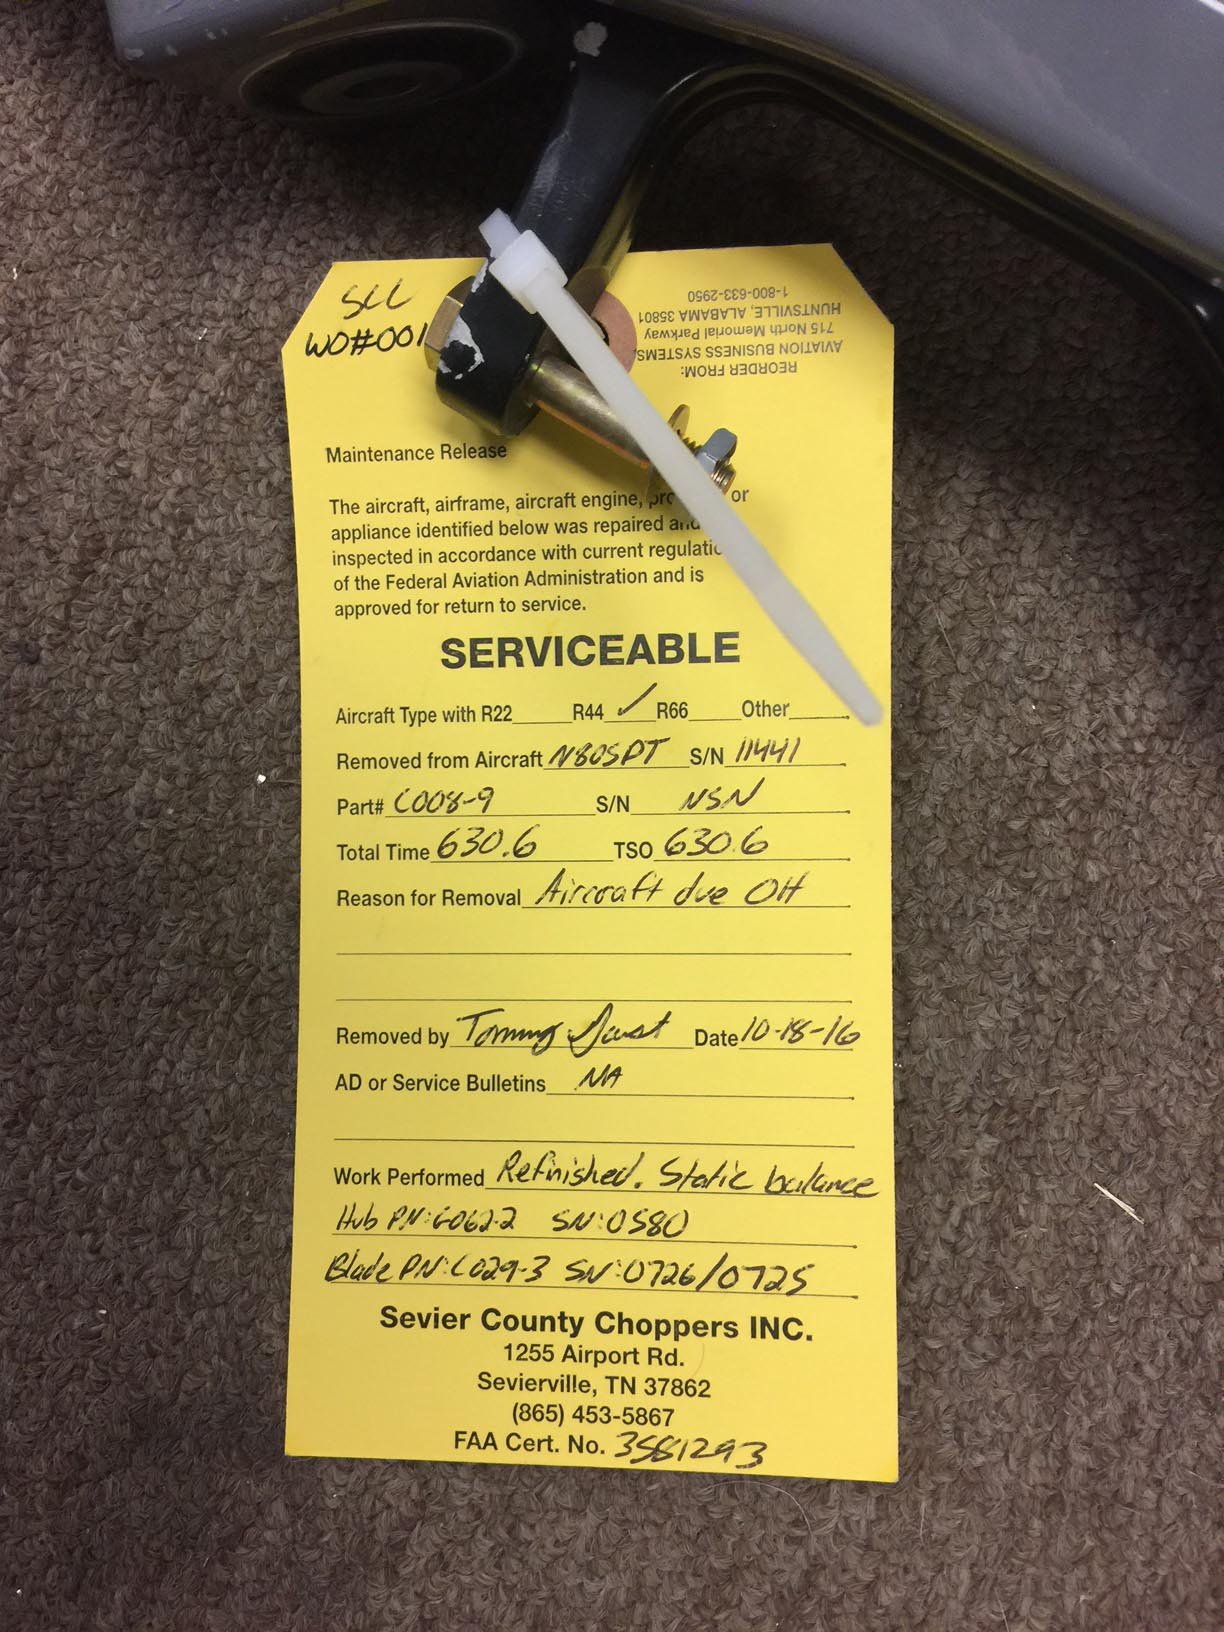 SCC
WO#001
REORDER FROM:
AVIATION BUSINESS SYSTEMS
715 North Memorial Parkway
HUNTSVILLE, ALABAMA 35801
1-800-633-2950
Maintenance Release
The aircraft, airframe, aircraft engine, or
appliance identified below was repaired and
inspected in accordance with current
of the Federal Aviation Administration and is
approved for return to service.
SERVICEABLE
Aircraft Type with R22 R44 ✓ R66 Other
Removed from Aircraft N805PT S/N 11441
Part# C008-9 S/N NSN
Total Time 630.6 TSO 630.6
Reason for Removal Aircraft due OH
Removed by Tommy Date 10-18-16
AD or Service Bulletins NA
Work Performed Refinished. Static balance
Hub PN: C062-2 SN: 0580
Blade PN: C029-3 SN: 0726/0725
Sevier County Choppers INC.
1255 Airport Rd.
Sevierville, TN 37862
(865) 453-5867
FAA Cert. No. 3581293